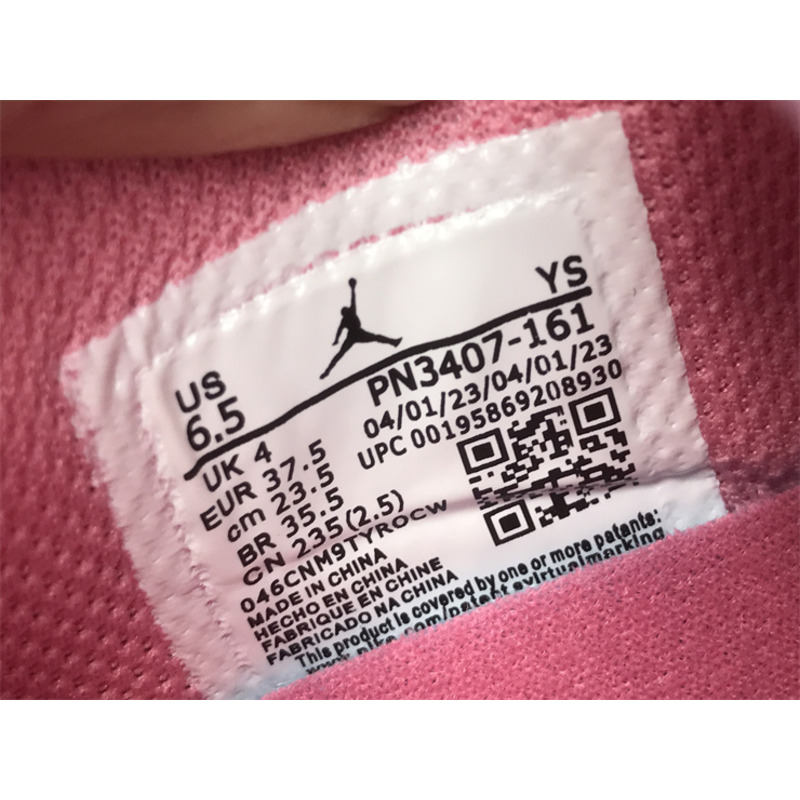 YS
US
6.5
PN3407-161
04/01/23/04/01/23
UPC 00195869208930
UK 4
EUR 37.5
cm 23.5
BR 35.5
CN 235(2.5)
046CNM9TYROCW
MADE IN CHINA
HECHO EN CHINA
FABRIQUE EN CHINE
FABRICADO NA CHINA
This product is covered by one or more patents: